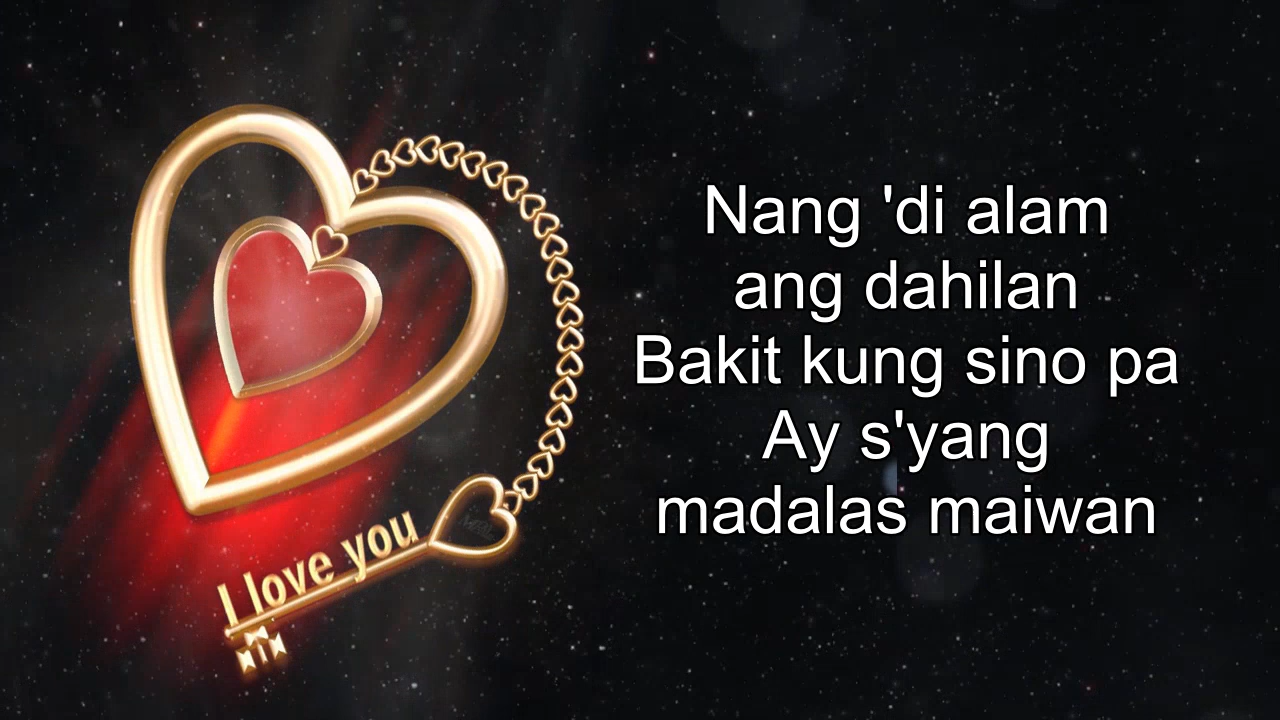 Nang 'di alam
ang dahilan
Bakit kung sino pa
Ay s'yang
madalas maiwan
I love you